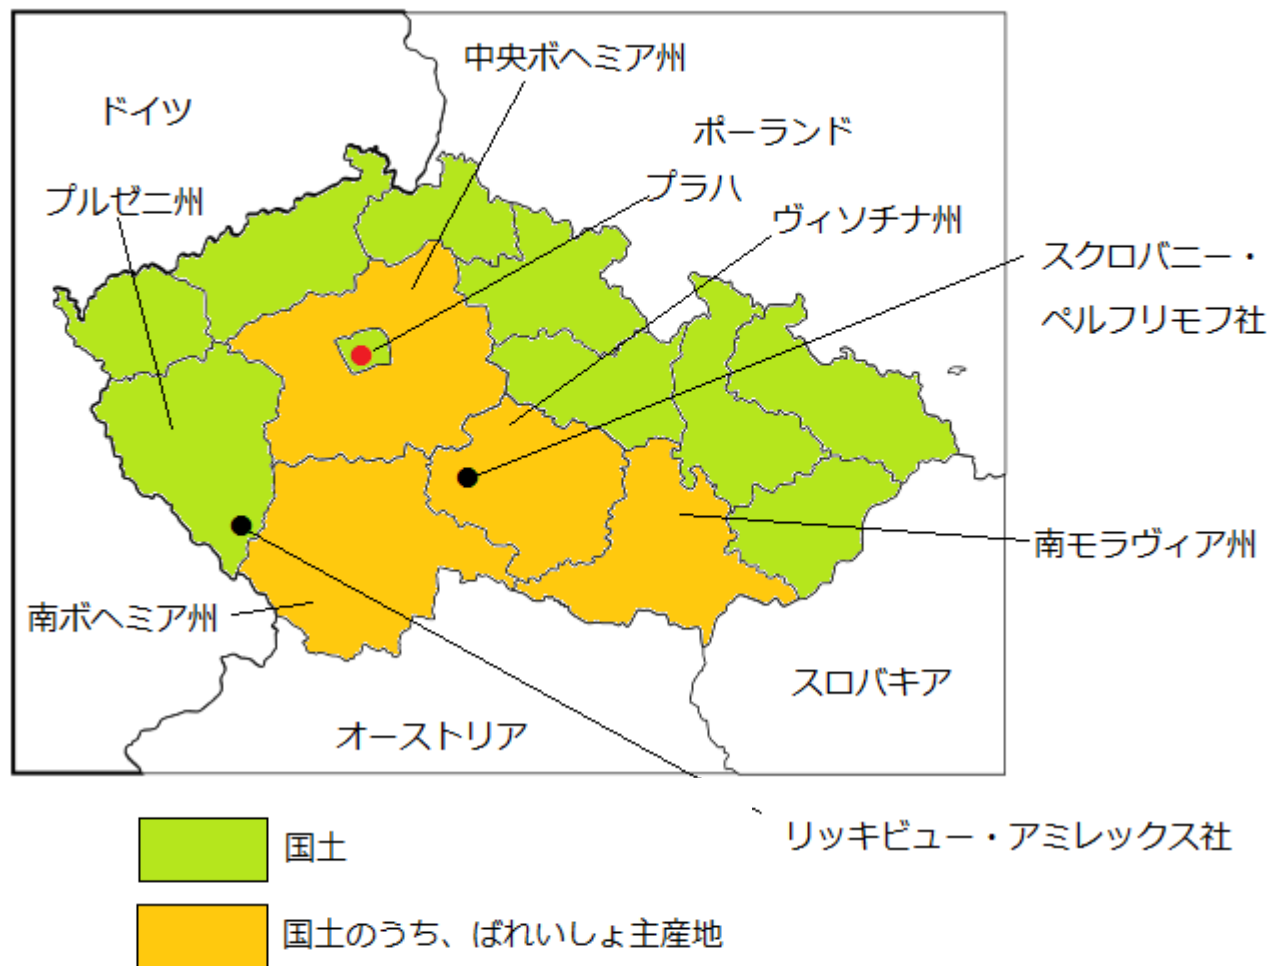 中央ボヘミア州
ドイツ
ポーランド
プルゼニ州
プラハ
ヴィソチナ州
スクロバニー・
ペルフリモフ社
南モラヴィア州
南ボヘミア州
スロバキア
オーストリア
リッキビュー・アミレックス社
国土
国土のうち、ばれいしょ主産地